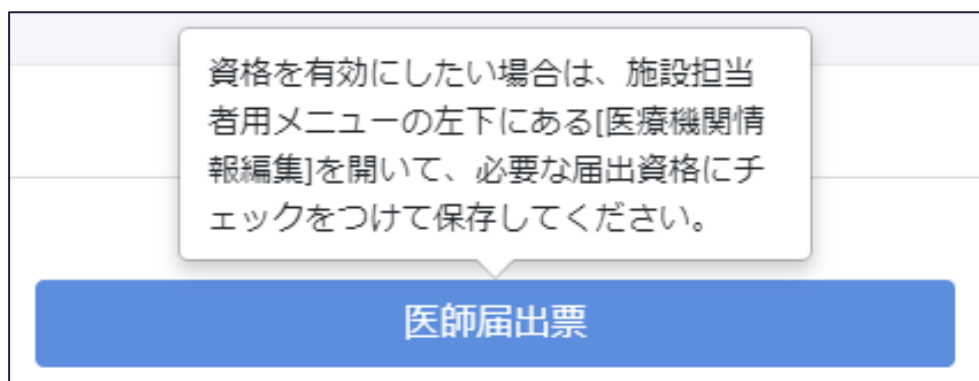 資格を有効にしたい場合は、施設担当
者用メニューの左下にある[医療機関情
報編集]を開いて、必要な届出資格にチ
ェックをつけて保存してください。
医師届出票